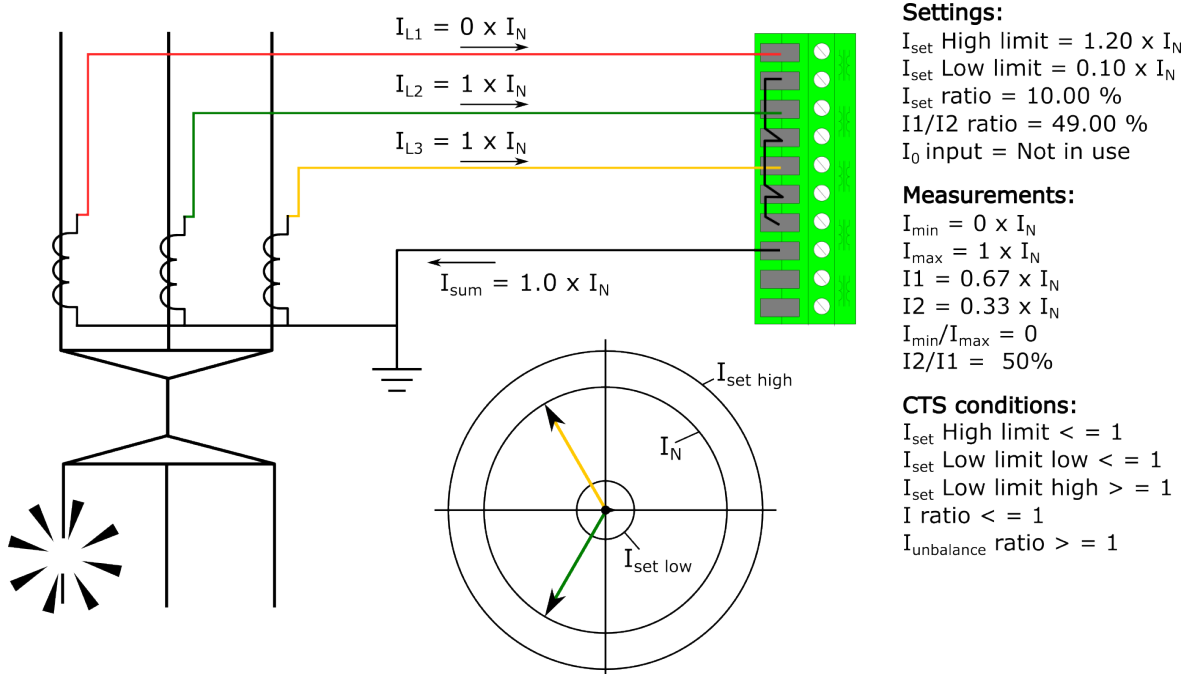 I_L1 = 0 x I_N
I_L2 = 1 x I_N
I_L3 = 1 x I_N
I_sum = 1.0 x I_N
I_set high
I_N
I_set low
Settings:
I_set High limit = 1.20 x I_N
I_set Low limit = 0.10 x I_N
I_set ratio = 10.00 %
I1/I2 ratio = 49.00 %
I_0 input = Not in use
Measurements:
I_min = 0 x I_N
I_max = 1 x I_N
I1 = 0.67 x I_N
I2 = 0.33 x I_N
I_min/I_max = 0
I2/I1 = 50%
CTS conditions:
I_set High limit < = 1
I_set Low limit low < = 1
I_set Low limit high > = 1
I ratio < = 1
I_unbalance ratio > = 1